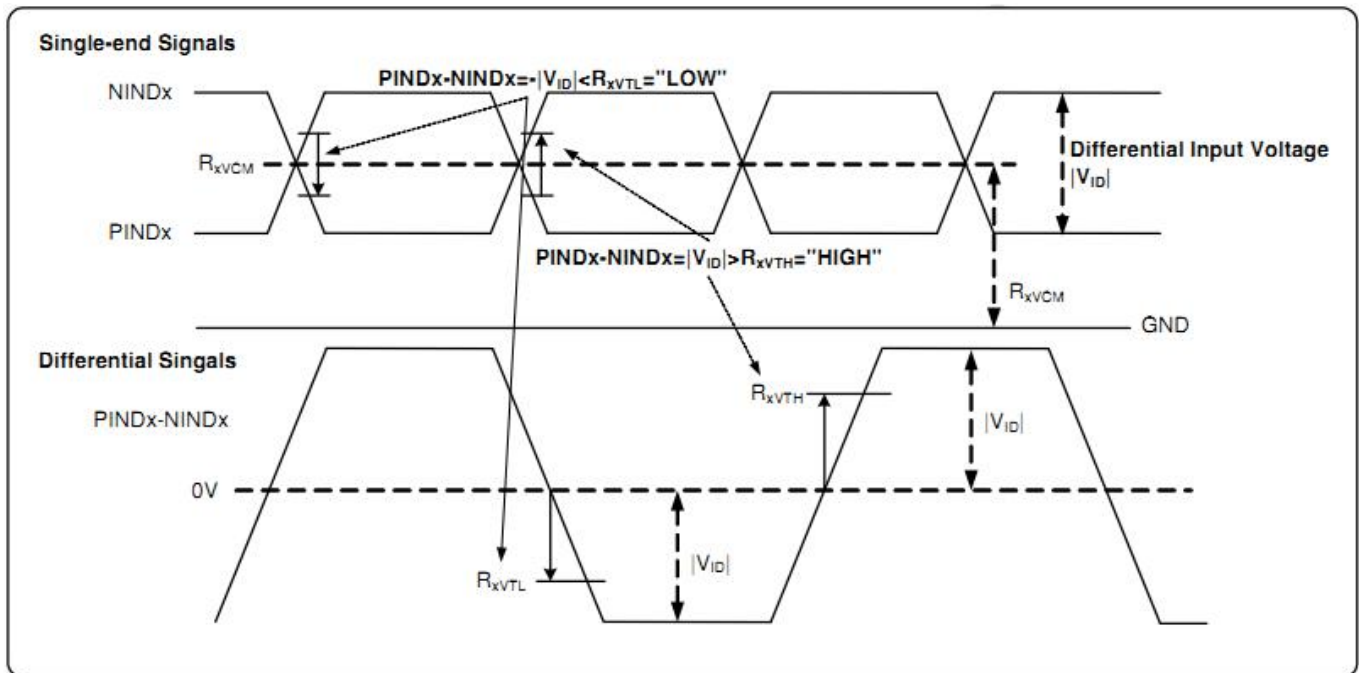 Single-end Signals
PINDx-NINDx=-|VID|<RxVTL="LOW"
NINDx
RxVCM
Differential Input Voltage
|VID|
PINDx
PINDx-NINDx=|VID|>RxVTH="HIGH"
RxVCM
GND
Differential Singals
RxVTH
PINDx-NINDx
|VID|
0V
|VID|
RxVTL